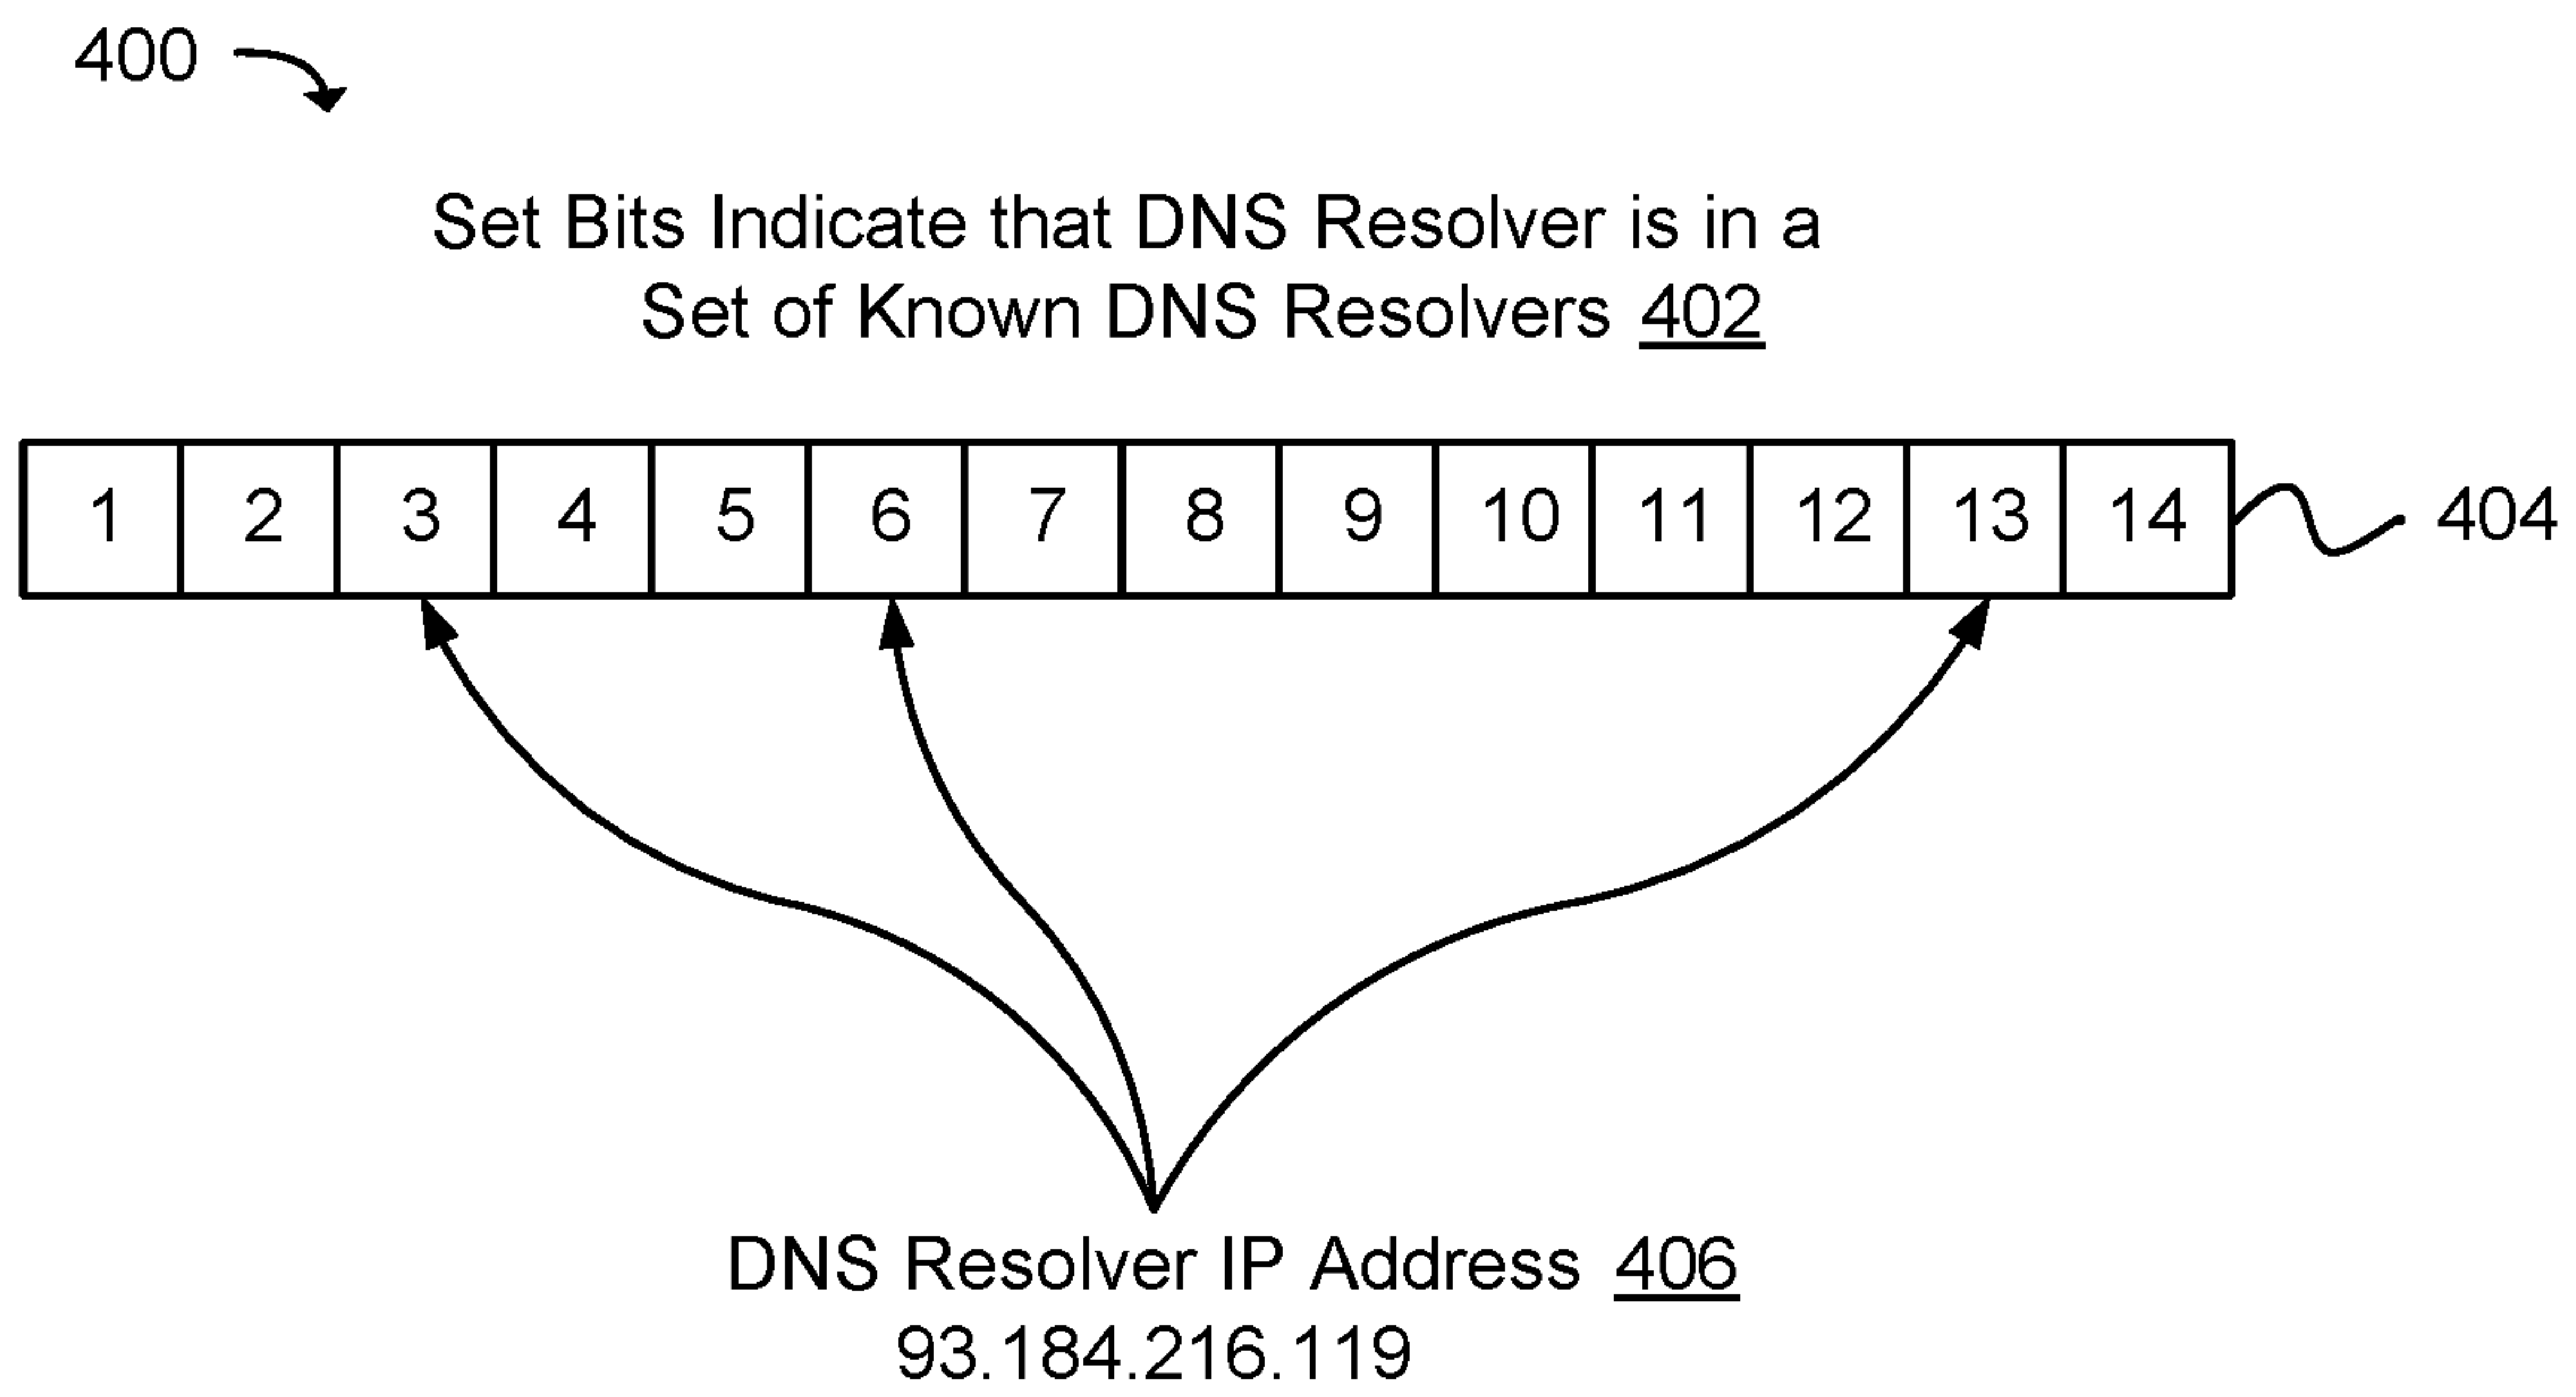 400
Set Bits Indicate that DNS Resolver is in a
Set of Known DNS Resolvers 402
1 2 3 4 5 6 7 8 9 10 11 12 13 14 404
DNS Resolver IP Address 406
93.184.216.119